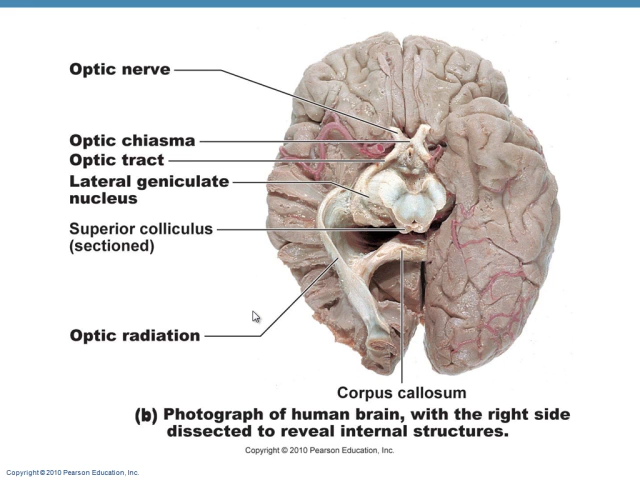 Optic nerve
Optic chiasma
Optic tract
Lateral geniculate
nucleus
Superior colliculus
(sectioned)
Optic radiation
Corpus callosum
(b) Photograph of human brain, with the right side
dissected to reveal internal structures.
Copyright © 2010 Pearson Education, Inc.
Copyright © 2010 Pearson Education, Inc.